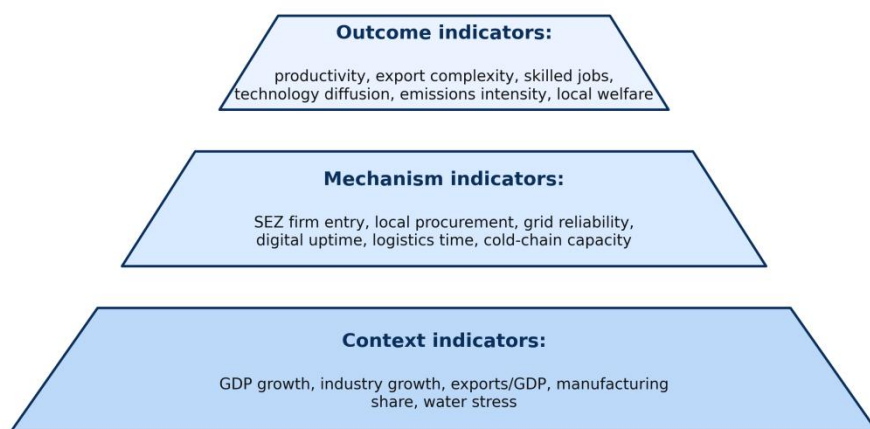 Outcome indicators:
productivity, export complexity, skilled jobs,
technology diffusion, emissions intensity, local welfare
Mechanism indicators:
SEZ firm entry, local procurement, grid reliability,
digital uptime, logistics time, cold-chain capacity
Context indicators:
GDP growth, industry growth, exports/GDP, manufacturing
share, water stress